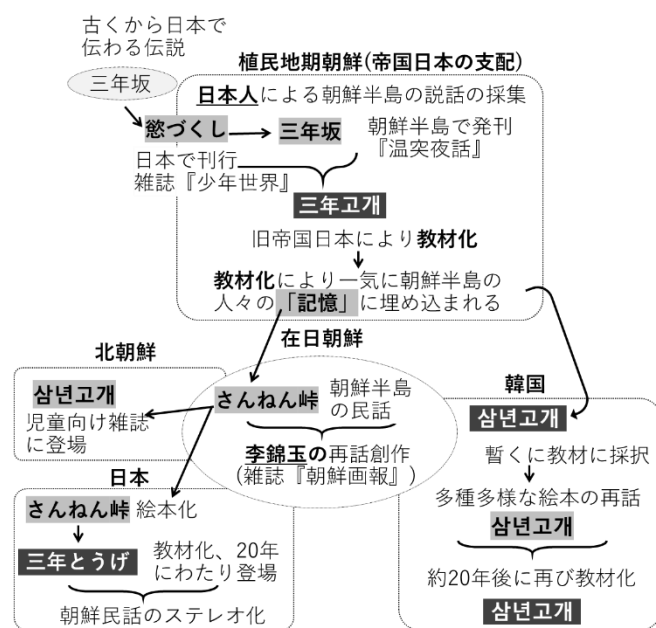 古くから日本で
伝わる伝説
三年坂
植民地期朝鮮(帝国日本の支配)
日本人による朝鮮半島の説話の採集
慾づくし
三年坂
朝鮮半島で発刊
『温突夜話』
日本で刊行
雑誌『少年世界』
三年고개
旧帝国日本により教材化
教材化により一気に朝鮮半島の
人々の「記憶」に埋め込まれる
在日朝鮮
さんねん峠
朝鮮半島
の民話
李錦玉の再話創作
(雑誌『朝鮮画報』)
北朝鮮
삼년고개
児童向け雑誌
に登場
日本
さんねん峠 絵本化
三年とうげ
教材化、20年
にわたり登場
朝鮮民話のステレオ化
韓国
삼년고개
暫くに教材に採択
多種多様な絵本の再話
삼년고개
約20年後に再び教材化
삼년고개